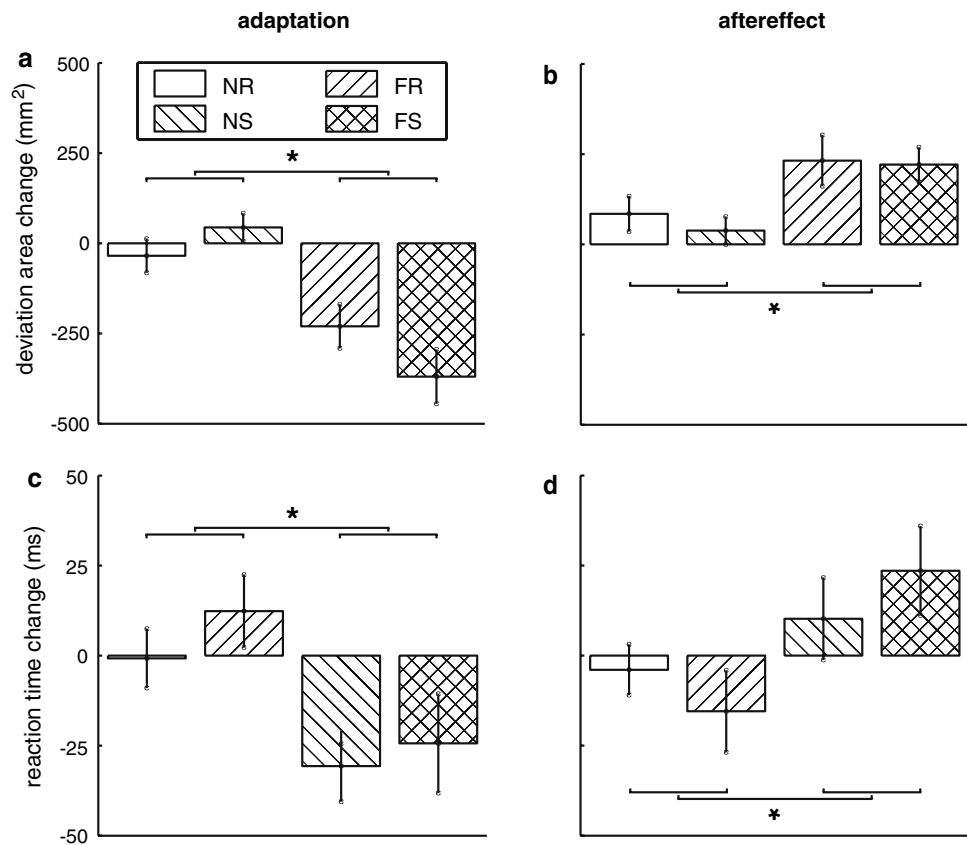 adaptation
aftereffect
a
b
deviation area change (mm²)
500
250
0
-250
-500
NR
FR
NS
FS
*
*
c
d
reaction time change (ms)
50
25
0
-25
-50
*
*